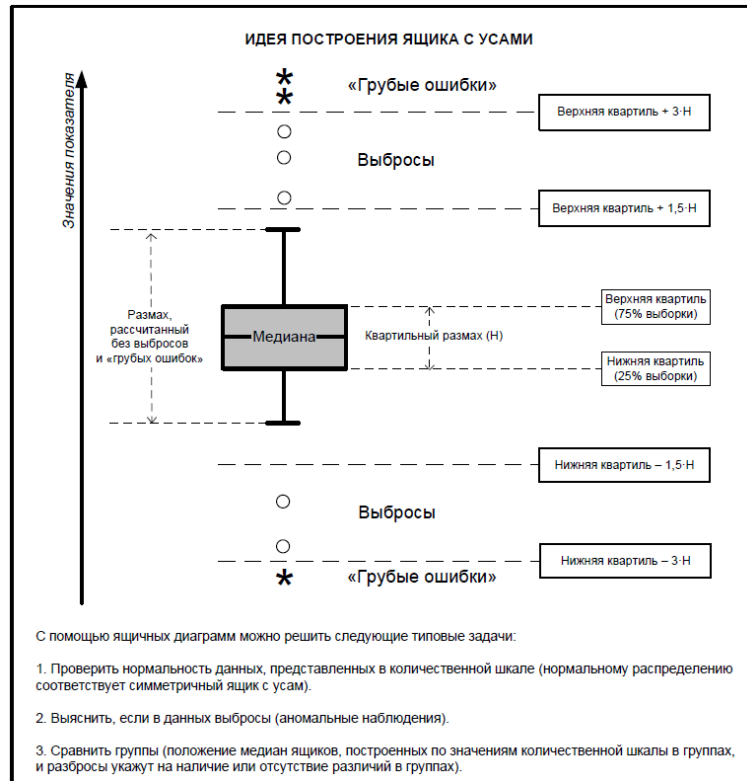 ИДЕЯ ПОСТРОЕНИЯ ЯЩИКА С УСАМИ
Значения показателя
«Грубые ошибки»
Верхняя квартиль + 3·H
Выбросы
Верхняя квартиль + 1,5·H
Размах,
рассчитанный
без выбросов
и «грубых ошибок»
Медиана
Квартильный размах (H)
Верхняя квартиль
(75% выборки)
Нижняя квартиль
(25% выборки)
Нижняя квартиль – 1,5·H
Выбросы
Нижняя квартиль – 3·H
«Грубые ошибки»
С помощью ящичных диаграмм можно решить следующие типовые задачи:
1. Проверить нормальность данных, представленных в количественной шкале (нормальному распределению
соответствует симметричный ящик с усам).
2. Выяснить, если в данных выбросы (аномальные наблюдения).
3. Сравнить группы (положение медиан ящиков, построенных по значениям количественной шкалы в группах,
и разбросы укажут на наличие или отсутствие различий в группах).